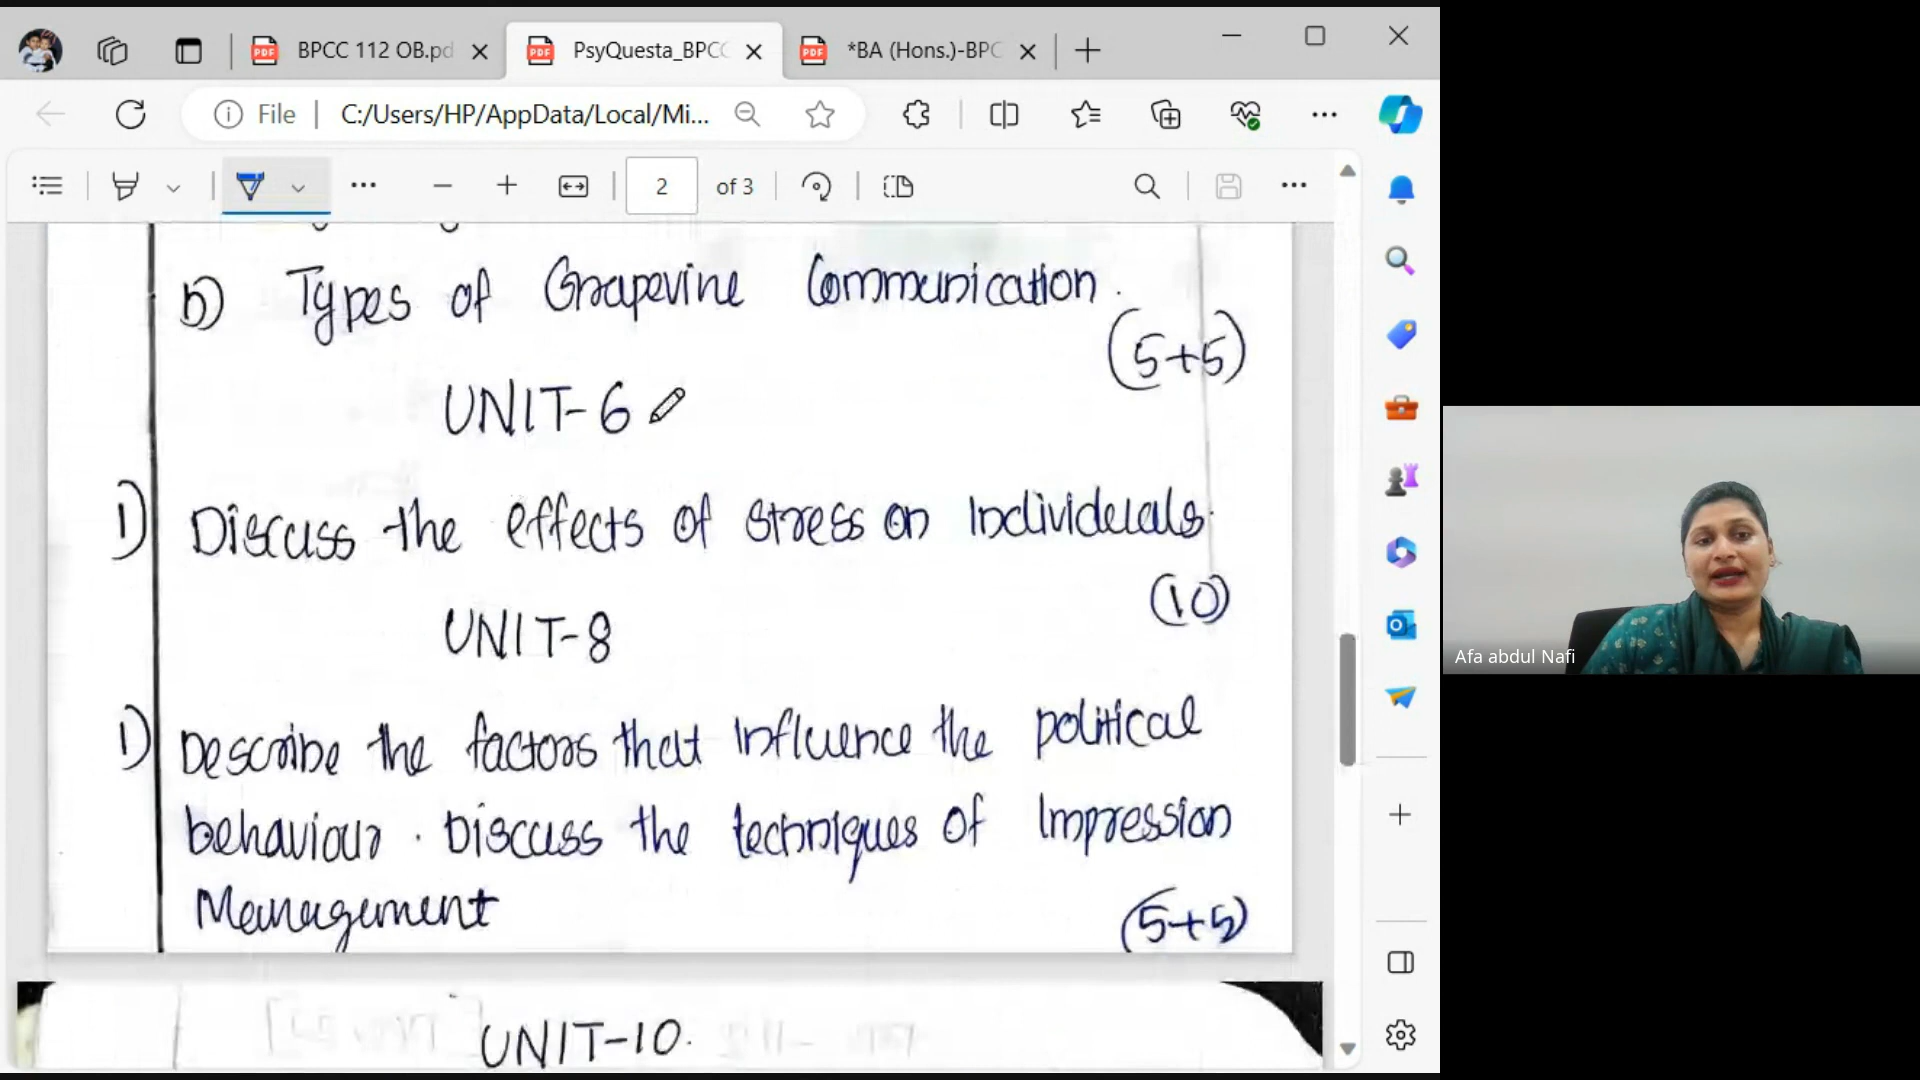 BPCC 112 OB.pd
PsyQuesta_BPCC
*BA (Hons.)-BPC
File
C:/Users/HP/AppData/Local/Mi...
2 of 3
b) Types of Grapevine Communication.
(5+5)
UNIT-6
1) Discuss the effects of stress on Individuals.
(10)
UNIT-8
1) Describe the factors that influence the political
behaviour. Discuss the techniques of Impression
Management
(5+5)
UNIT-10.
Afa abdul Nafi